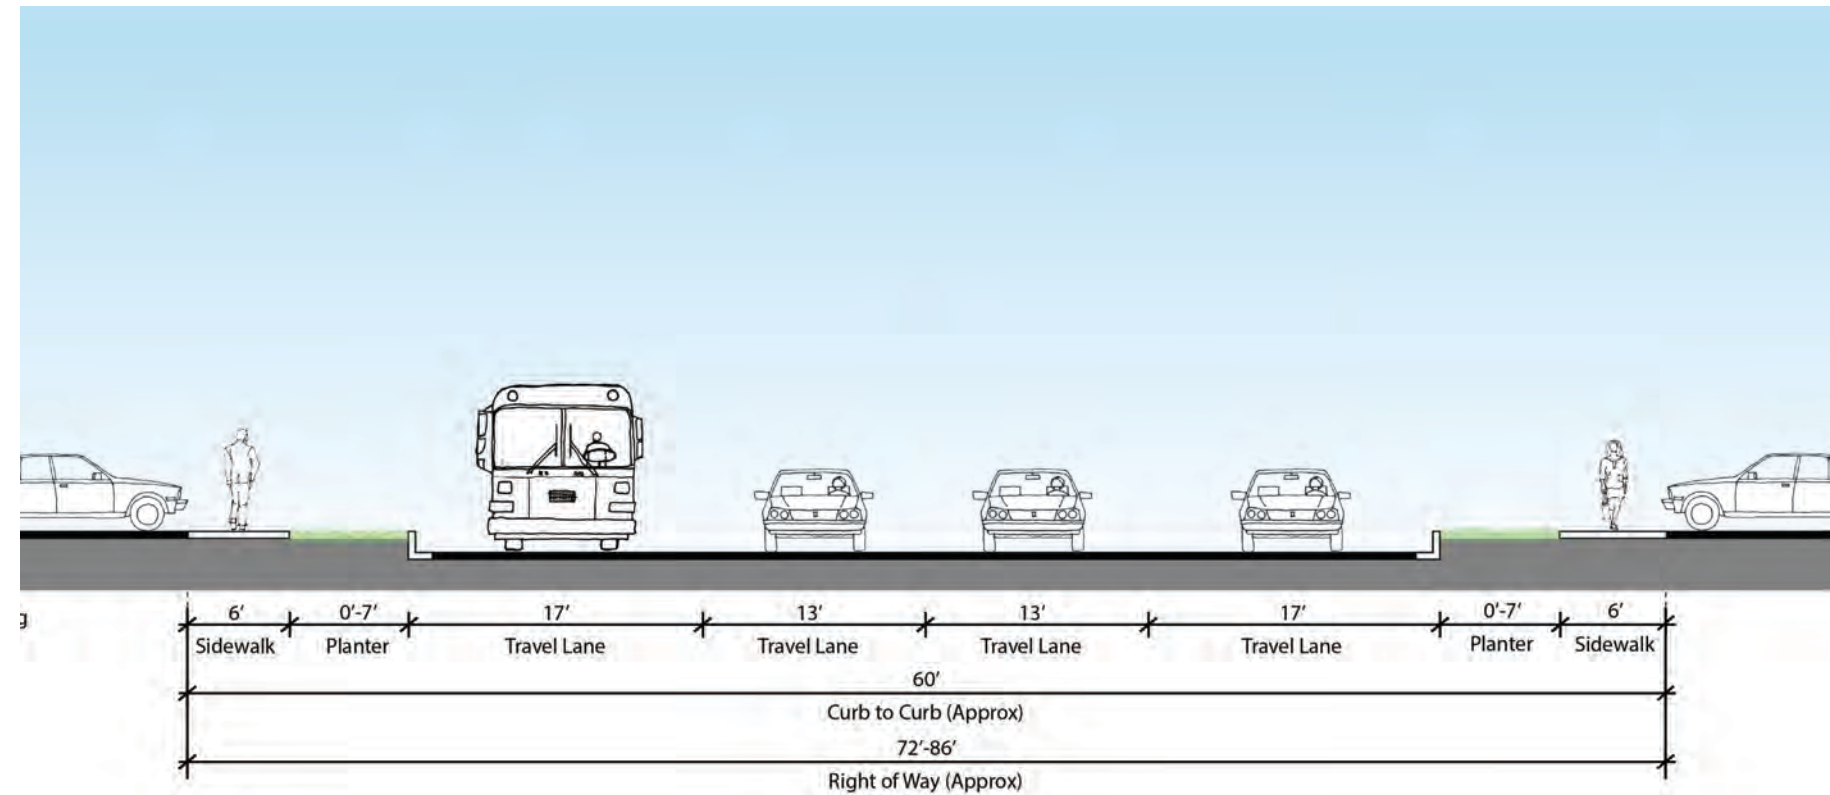 6' 0'-7' 17' 13' 13' 17' 0'-7' 6'
Sidewalk Planter Travel Lane Travel Lane Travel Lane Travel Lane Planter Sidewalk
60'
Curb to Curb (Approx)
72'-86'
Right of Way (Approx)